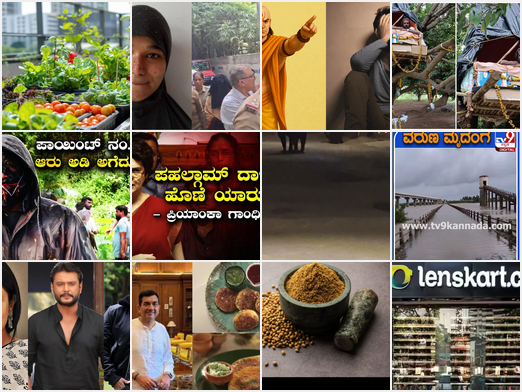 ಪಾಯಿಂಟ್ ನಂ.
ಆರು ಅಡಿ ಅಗೆದು
ಪಹಲ್ಗಾಮ್ ದಾ
ಹೊಣೆ ಯಾರು
- ಪ್ರಿಯಾಂಕಾ ಗಾಂಧಿ
ವರುಣ ಮೃದಂಗ
TV9
www.tv9kannada.com
lenskart.c